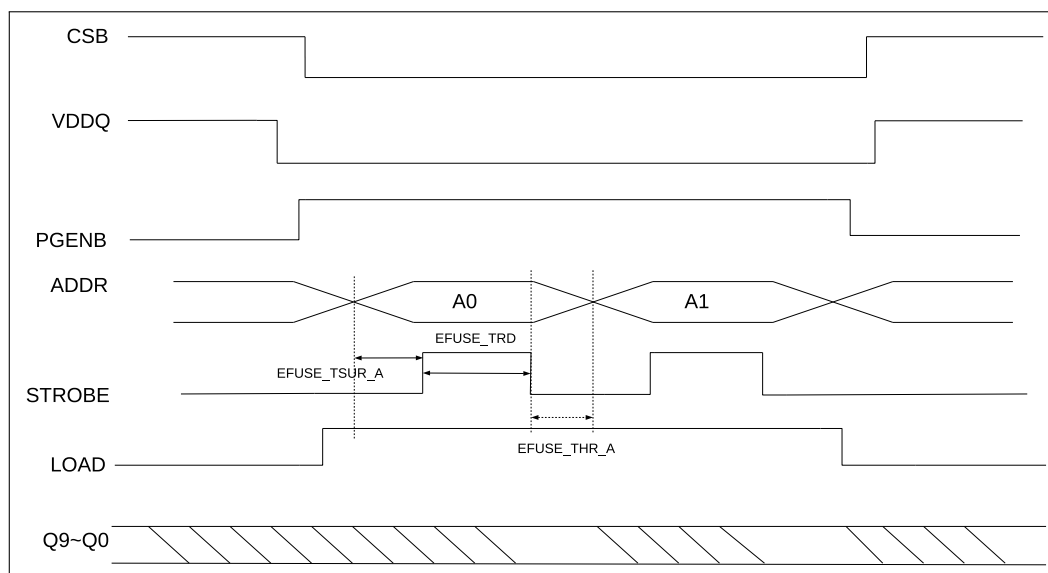 CSB
VDDQ
PGENB
ADDR
A0
A1
EFUSE_TRD
EFUSE_TSUR_A
STROBE
EFUSE_THR_A
LOAD
Q9~Q0